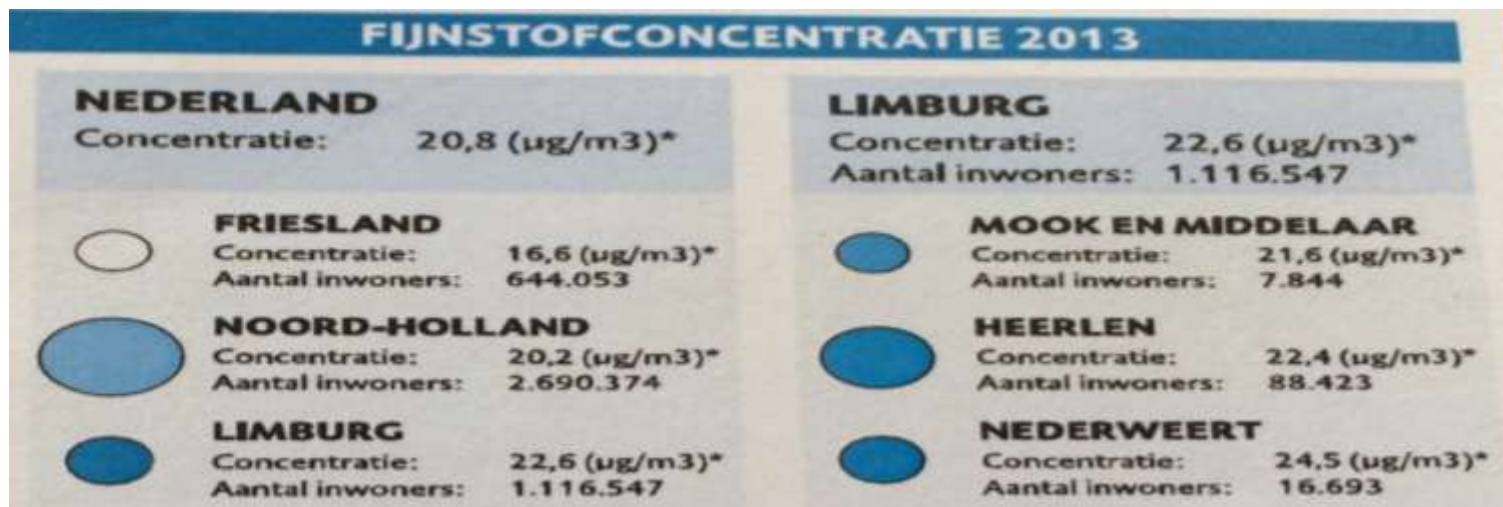 FIJNSTOFCONCENTRATIE 2013
NEDERLAND
Concentratie: 20,8 (µg/m3)*
FRIESLAND
Concentratie: 16,6 (µg/m3)*
Aantal inwoners: 644.053
NOORD-HOLLAND
Concentratie: 20,2 (µg/m3)*
Aantal inwoners: 2.690.374
LIMBURG
Concentratie: 22,6 (µg/m3)*
Aantal inwoners: 1.116.547
LIMBURG
Concentratie: 22,6 (µg/m3)*
Aantal inwoners: 1.116.547
MOOK EN MIDDELAAR
Concentratie: 21,6 (µg/m3)*
Aantal inwoners: 7.844
HEERLEN
Concentratie: 22,4 (µg/m3)*
Aantal inwoners: 88.423
NEDERWEERT
Concentratie: 24,5 (µg/m3)*
Aantal inwoners: 16.693